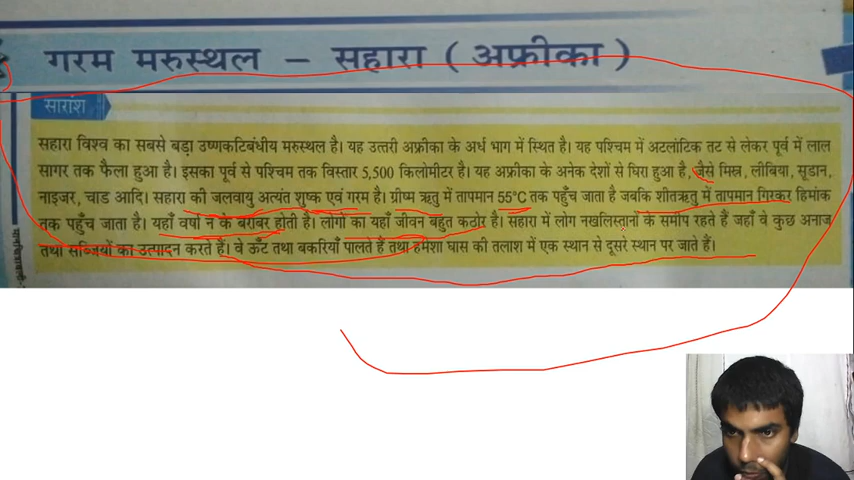 गरम मरुस्थल – सहारा ( अफ्रीका )
सारांश
सहारा विश्व का सबसे बड़ा उष्णकटिबंधीय मरुस्थल है। यह उत्तरी अफ्रीका के अर्ध भाग में स्थित है। यह पश्चिम में अटलांटिक तट से लेकर पूर्व में लाल
सागर तक फैला हुआ है। इसका पूर्व से पश्चिम तक विस्तार 5,500 किलोमीटर है। यह अफ्रीका के अनेक देशों से घिरा हुआ है, जैसे मिस्र, लीबिया, सूडान,
नाइजर, चाड आदि। सहारा की जलवायु अत्यंत शुष्क एवं गरम है। ग्रीष्म ऋतु में तापमान 55°C तक पहुँच जाता है जबकि शीतऋतु में तापमान गिरकर हिमांक
तक पहुँच जाता है। यहाँ वर्षा न के बराबर होती है। लोगों का यहाँ जीवन बहुत कठोर है। सहारा में लोग नखलिस्तानों के समीप रहते हैं जहाँ वे कुछ अनाज
तथा सब्जियों का उत्पादन करते हैं। वे ऊँट तथा बकरियाँ पालते हैं तथा हमेशा घास की तलाश में एक स्थान से दूसरे स्थान पर जाते हैं।